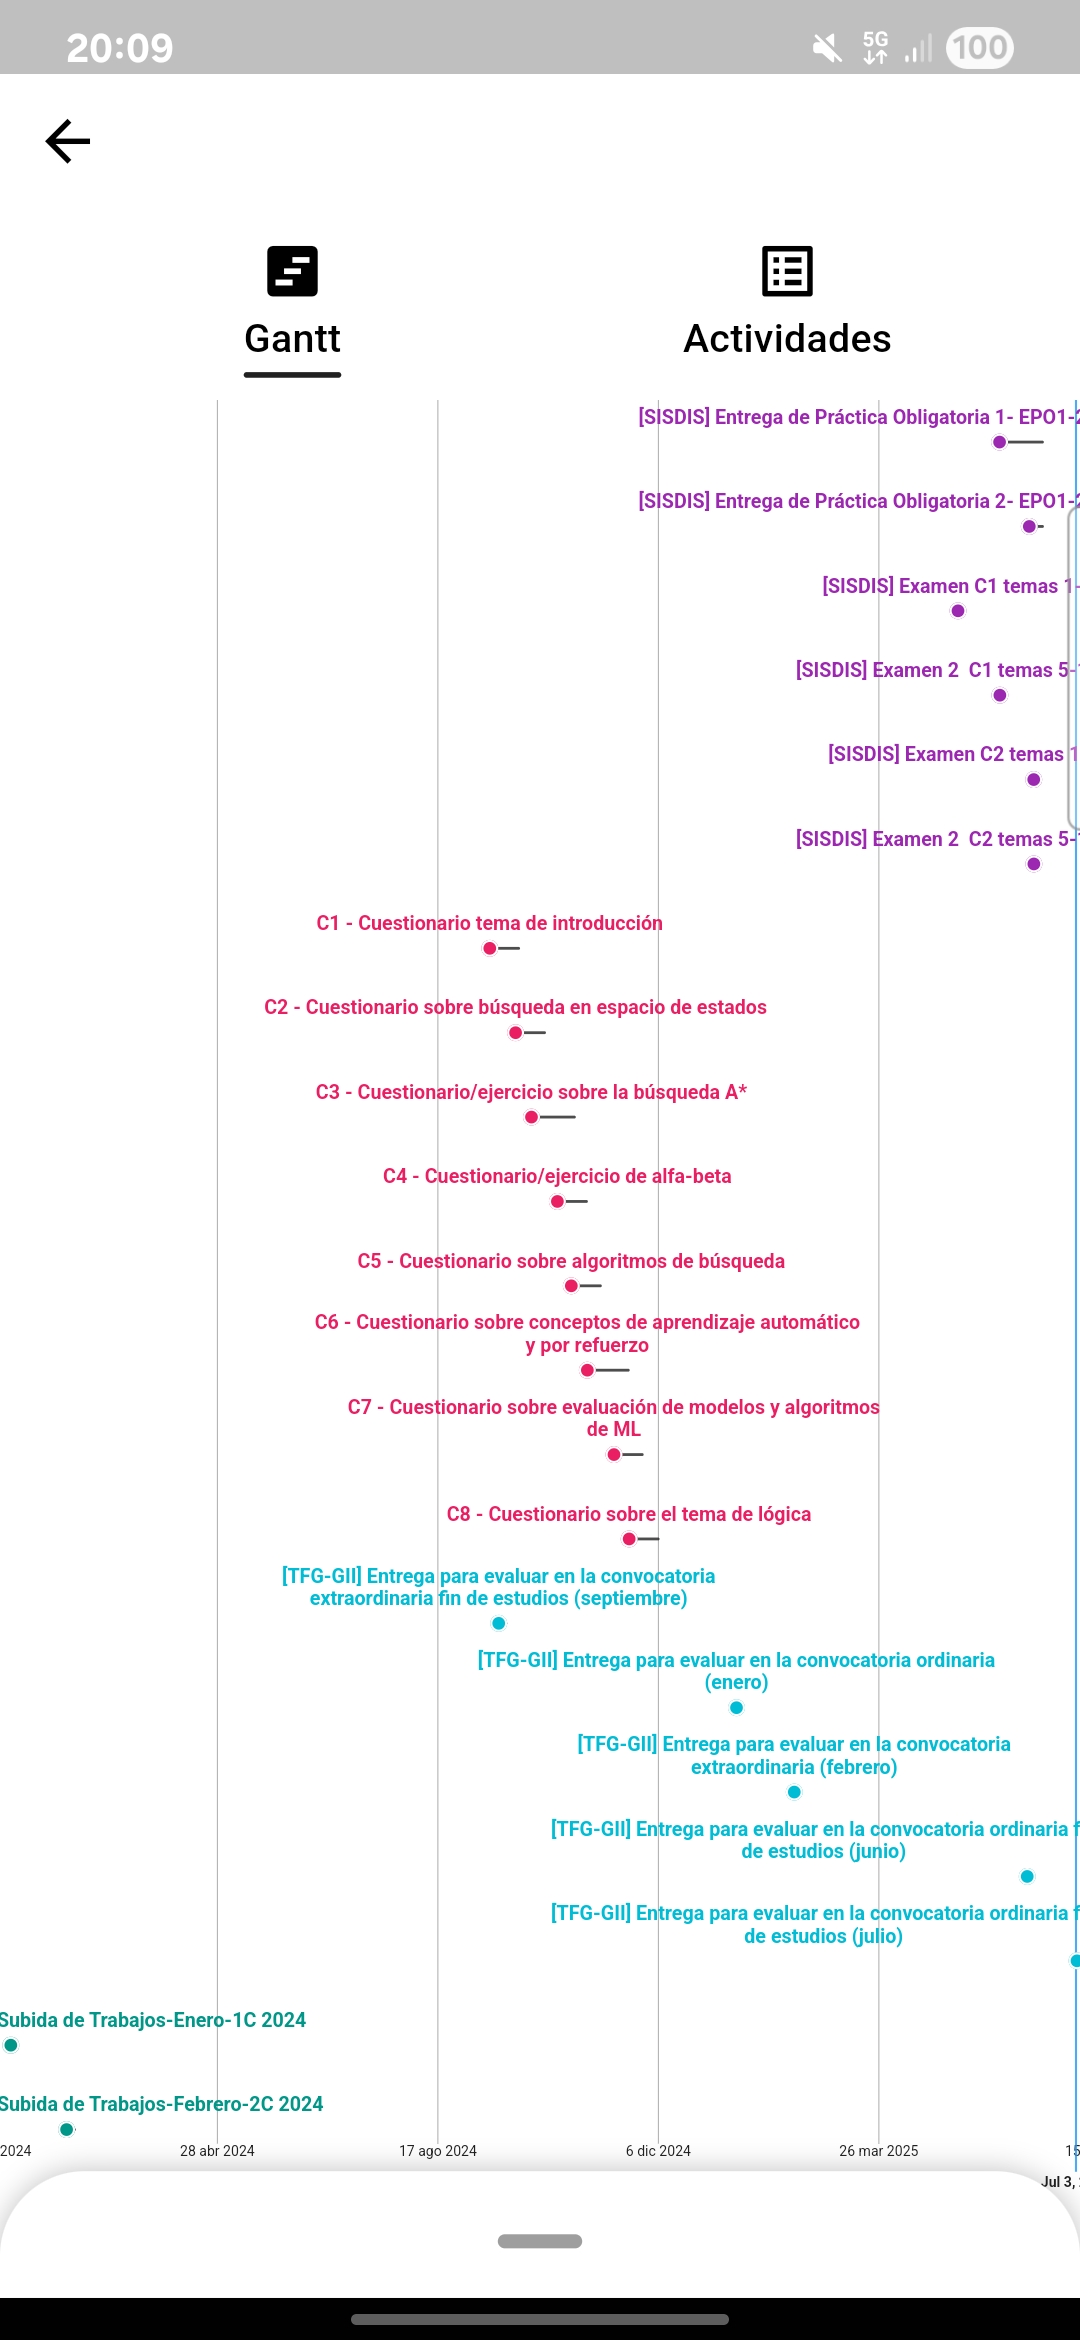 20:09
5G
100
Gantt
Actividades
[SISDIS] Entrega de Práctica Obligatoria 1- EPO1-2
[SISDIS] Entrega de Práctica Obligatoria 2- EPO1-2
[SISDIS] Examen C1 temas 1-
[SISDIS] Examen 2  C1 temas 5-
[SISDIS] Examen C2 temas 1
[SISDIS] Examen 2  C2 temas 5-
C1 - Cuestionario tema de introducción
C2 - Cuestionario sobre búsqueda en espacio de estados
C3 - Cuestionario/ejercicio sobre la búsqueda A*
C4 - Cuestionario/ejercicio de alfa-beta
C5 - Cuestionario sobre algoritmos de búsqueda
C6 - Cuestionario sobre conceptos de aprendizaje automático
y por refuerzo
C7 - Cuestionario sobre evaluación de modelos y algoritmos
de ML
C8 - Cuestionario sobre el tema de lógica
[TFG-GII] Entrega para evaluar en la convocatoria
extraordinaria fin de estudios (septiembre)
[TFG-GII] Entrega para evaluar en la convocatoria ordinaria
(enero)
[TFG-GII] Entrega para evaluar en la convocatoria
extraordinaria (febrero)
[TFG-GII] Entrega para evaluar en la convocatoria ordinaria f
de estudios (junio)
[TFG-GII] Entrega para evaluar en la convocatoria ordinaria f
de estudios (julio)
Subida de Trabajos-Enero-1C 2024
Subida de Trabajos-Febrero-2C 2024
2024 28 abr 2024 17 ago 2024 6 dic 2024 26 mar 2025 15
Jul 3,